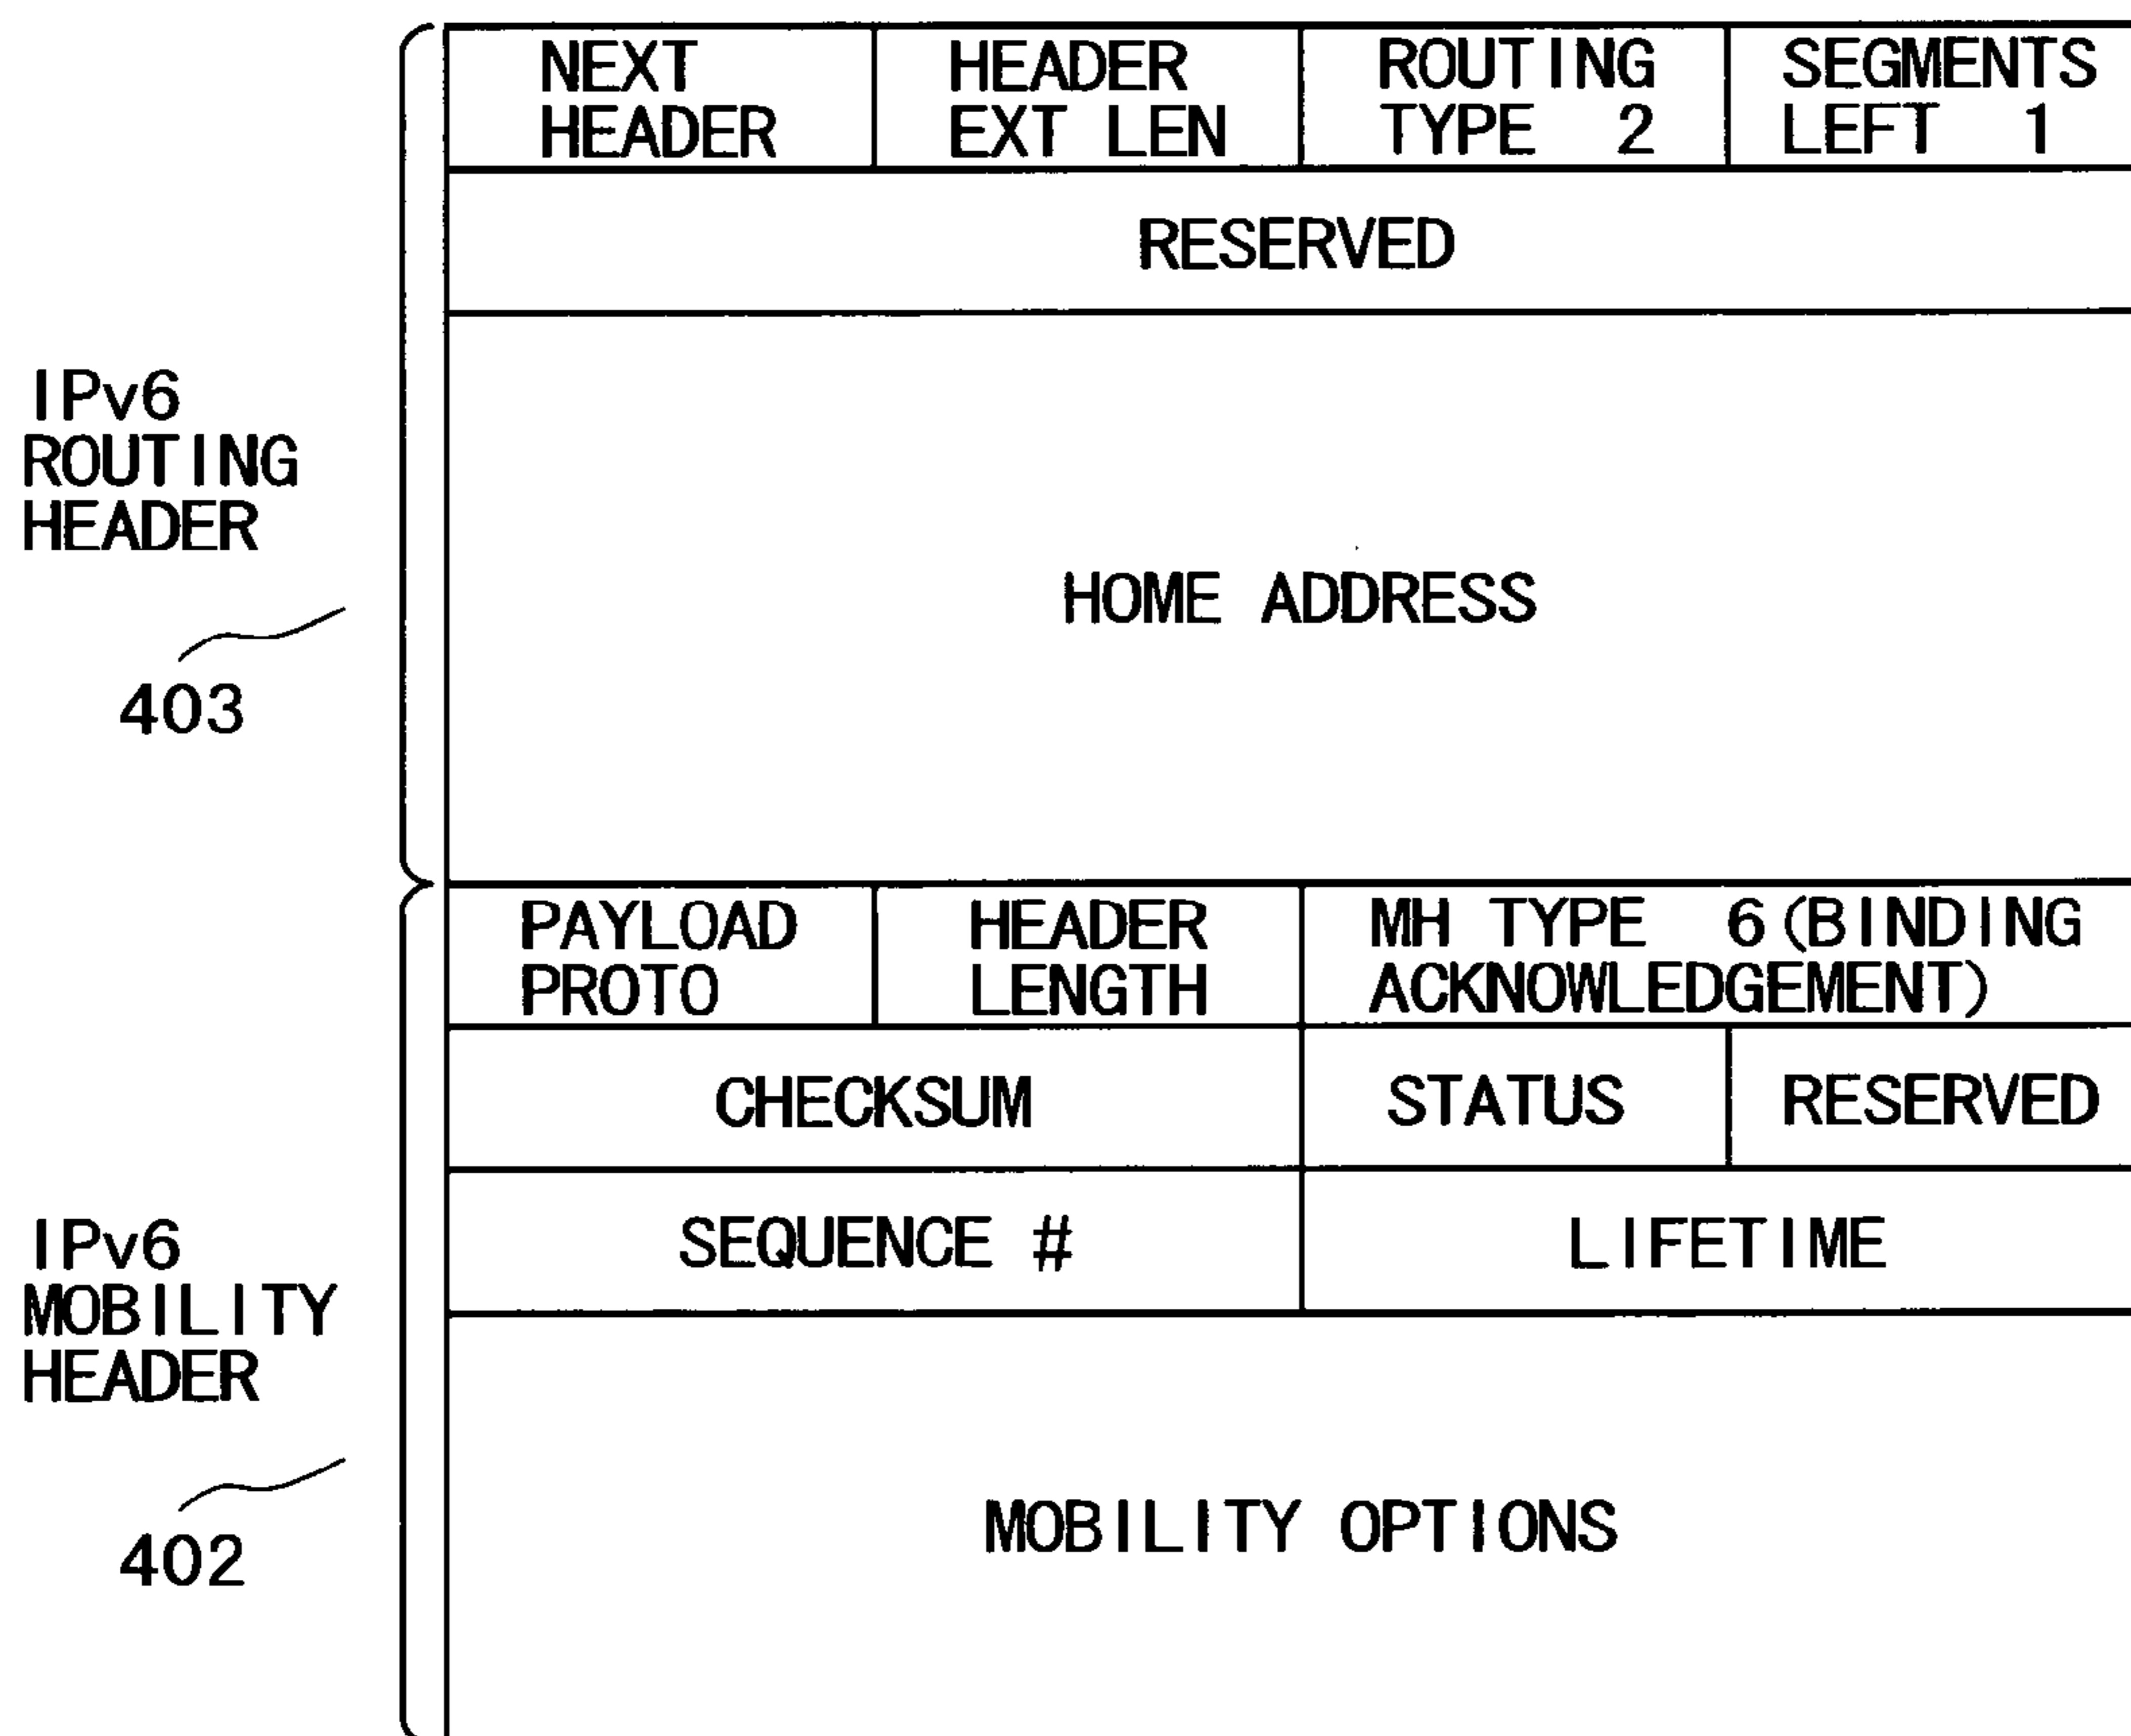 NEXT
HEADER
HEADER
EXT LEN
ROUTING
TYPE 2
SEGMENTS
LEFT 1
RESERVED
IPv6
ROUTING
HEADER
403
HOME ADDRESS
PAYLOAD
PROTO
HEADER
LENGTH
MH TYPE 6(BINDING
ACKNOWLEDGEMENT)
CHECKSUM
STATUS
RESERVED
SEQUENCE #
LIFETIME
IPv6
MOBILITY
HEADER
402
MOBILITY OPTIONS